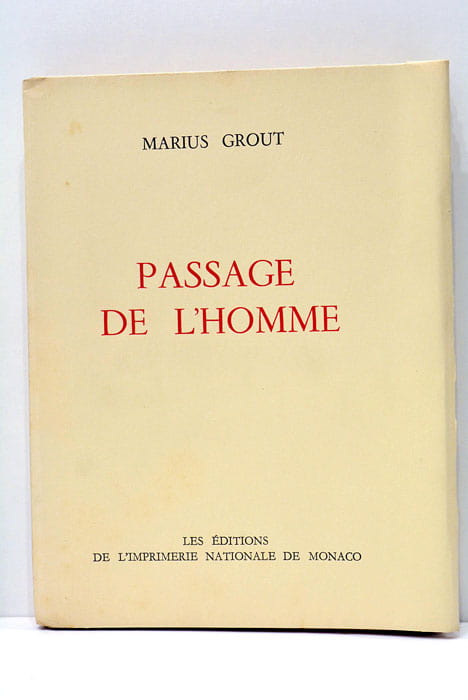 MARIUS GROUT
PASSAGE
DE L'HOMME
LES ÉDITIONS
DE L'IMPRIMERIE NATIONALE DE MONACO